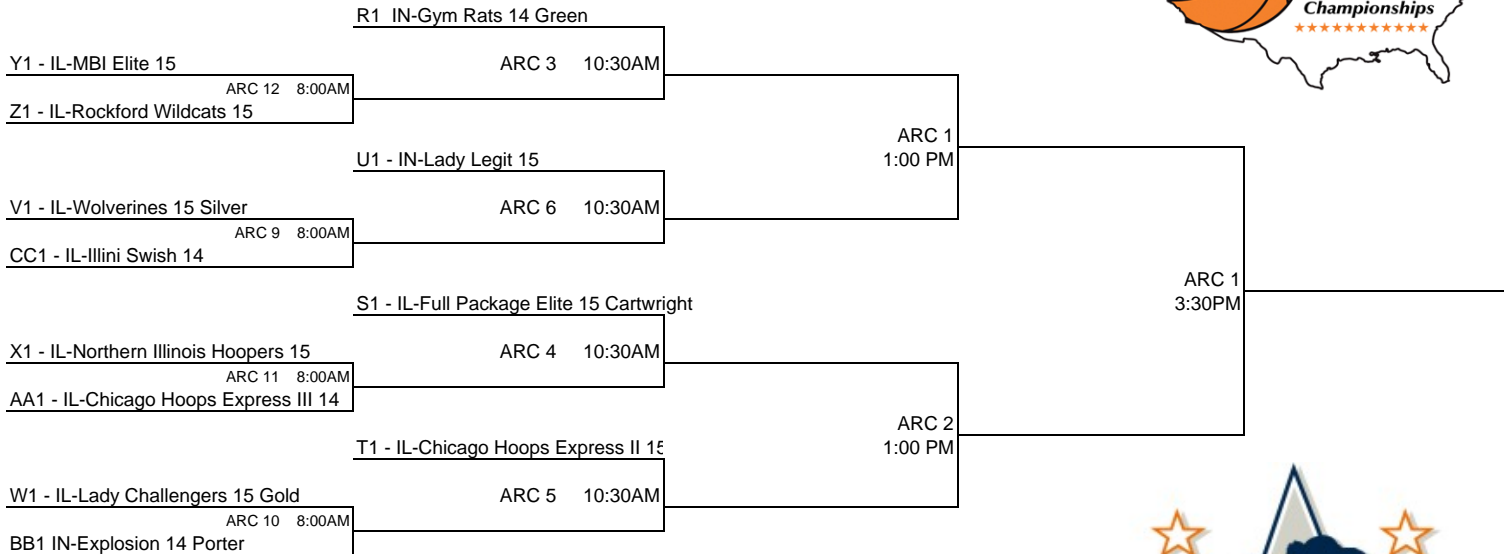 Championships
R1 IN-Gym Rats 14 Green
Y1 - IL-MBI Elite 15
ARC 3 10:30AM
ARC 12 8:00AM
Z1 - IL-Rockford Wildcats 15
ARC 1
1:00 PM
U1 - IN-Lady Legit 15
V1 - IL-Wolverines 15 Silver
ARC 6 10:30AM
ARC 9 8:00AM
CC1 - IL-Illini Swish 14
ARC 1
3:30PM
S1 - IL-Full Package Elite 15 Cartwright
X1 - IL-Northern Illinois Hoopers 15
ARC 4 10:30AM
ARC 11 8:00AM
AA1 - IL-Chicago Hoops Express III 14
ARC 2
1:00 PM
T1 - IL-Chicago Hoops Express II 15
W1 - IL-Lady Challengers 15 Gold
ARC 5 10:30AM
ARC 10 8:00AM
BB1 IN-Explosion 14 Porter